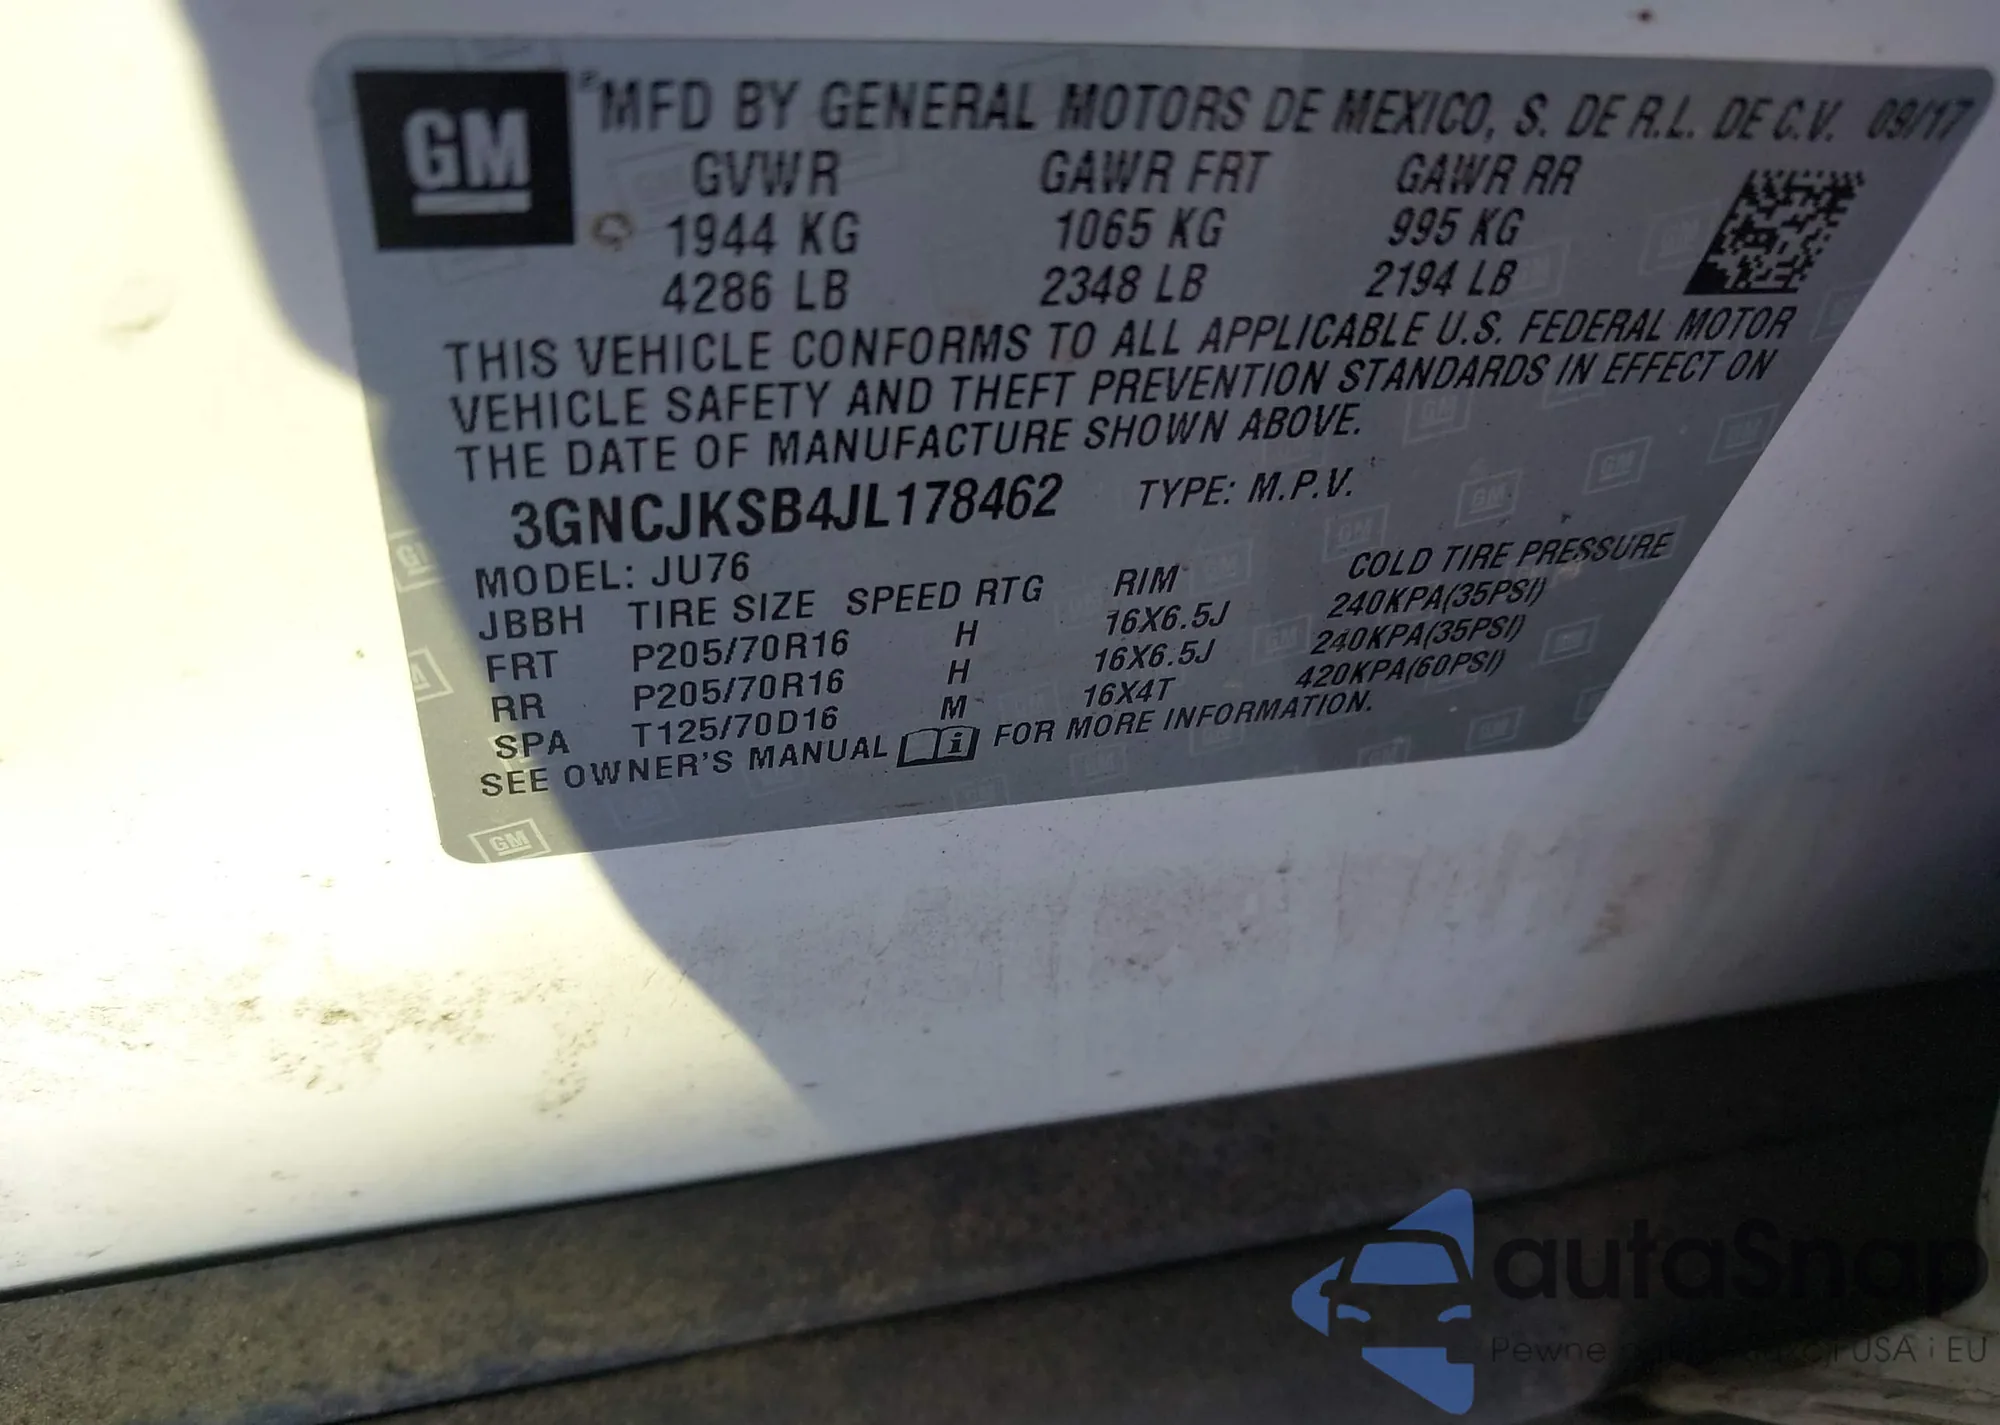 GM
MFD BY GENERAL MOTORS DE MEXICO, S. DE R.L. DE C.V. 09/17
GVWR GAWR FRT GAWR RR
1944 KG 1065 KG 995 KG
4286 LB 2348 LB 2194 LB
THIS VEHICLE CONFORMS TO ALL APPLICABLE U.S. FEDERAL MOTOR
VEHICLE SAFETY AND THEFT PREVENTION STANDARDS IN EFFECT ON
THE DATE OF MANUFACTURE SHOWN ABOVE.
3GNCJKSB4JL178462 TYPE: M.P.V.
MODEL: JU76
JBBH TIRE SIZE SPEED RTG RIM COLD TIRE PRESSURE
FRT P205/70R16 H 16X6.5J 240KPA(35PSI)
RR P205/70R16 H 16X6.5J 240KPA(35PSI)
SPA T125/70D16 M 16X4T 420KPA(60PSI)
SEE OWNER'S MANUAL FOR MORE INFORMATION.
GM
autaSnap
Pewne USA i EU